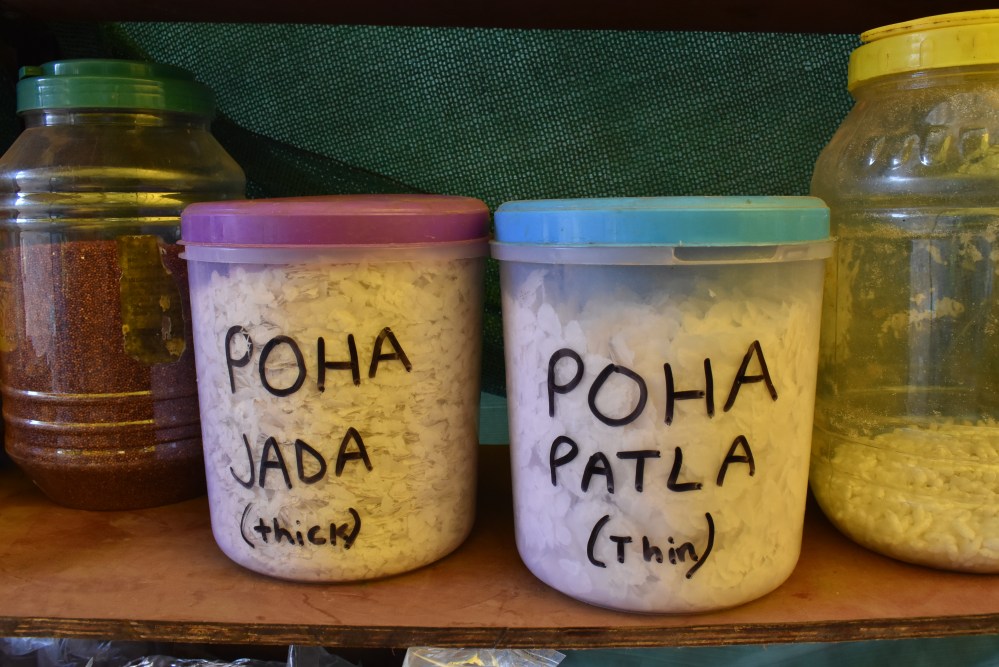 POHA
JADA
(thick)
POHA
PATLA
(Thin)